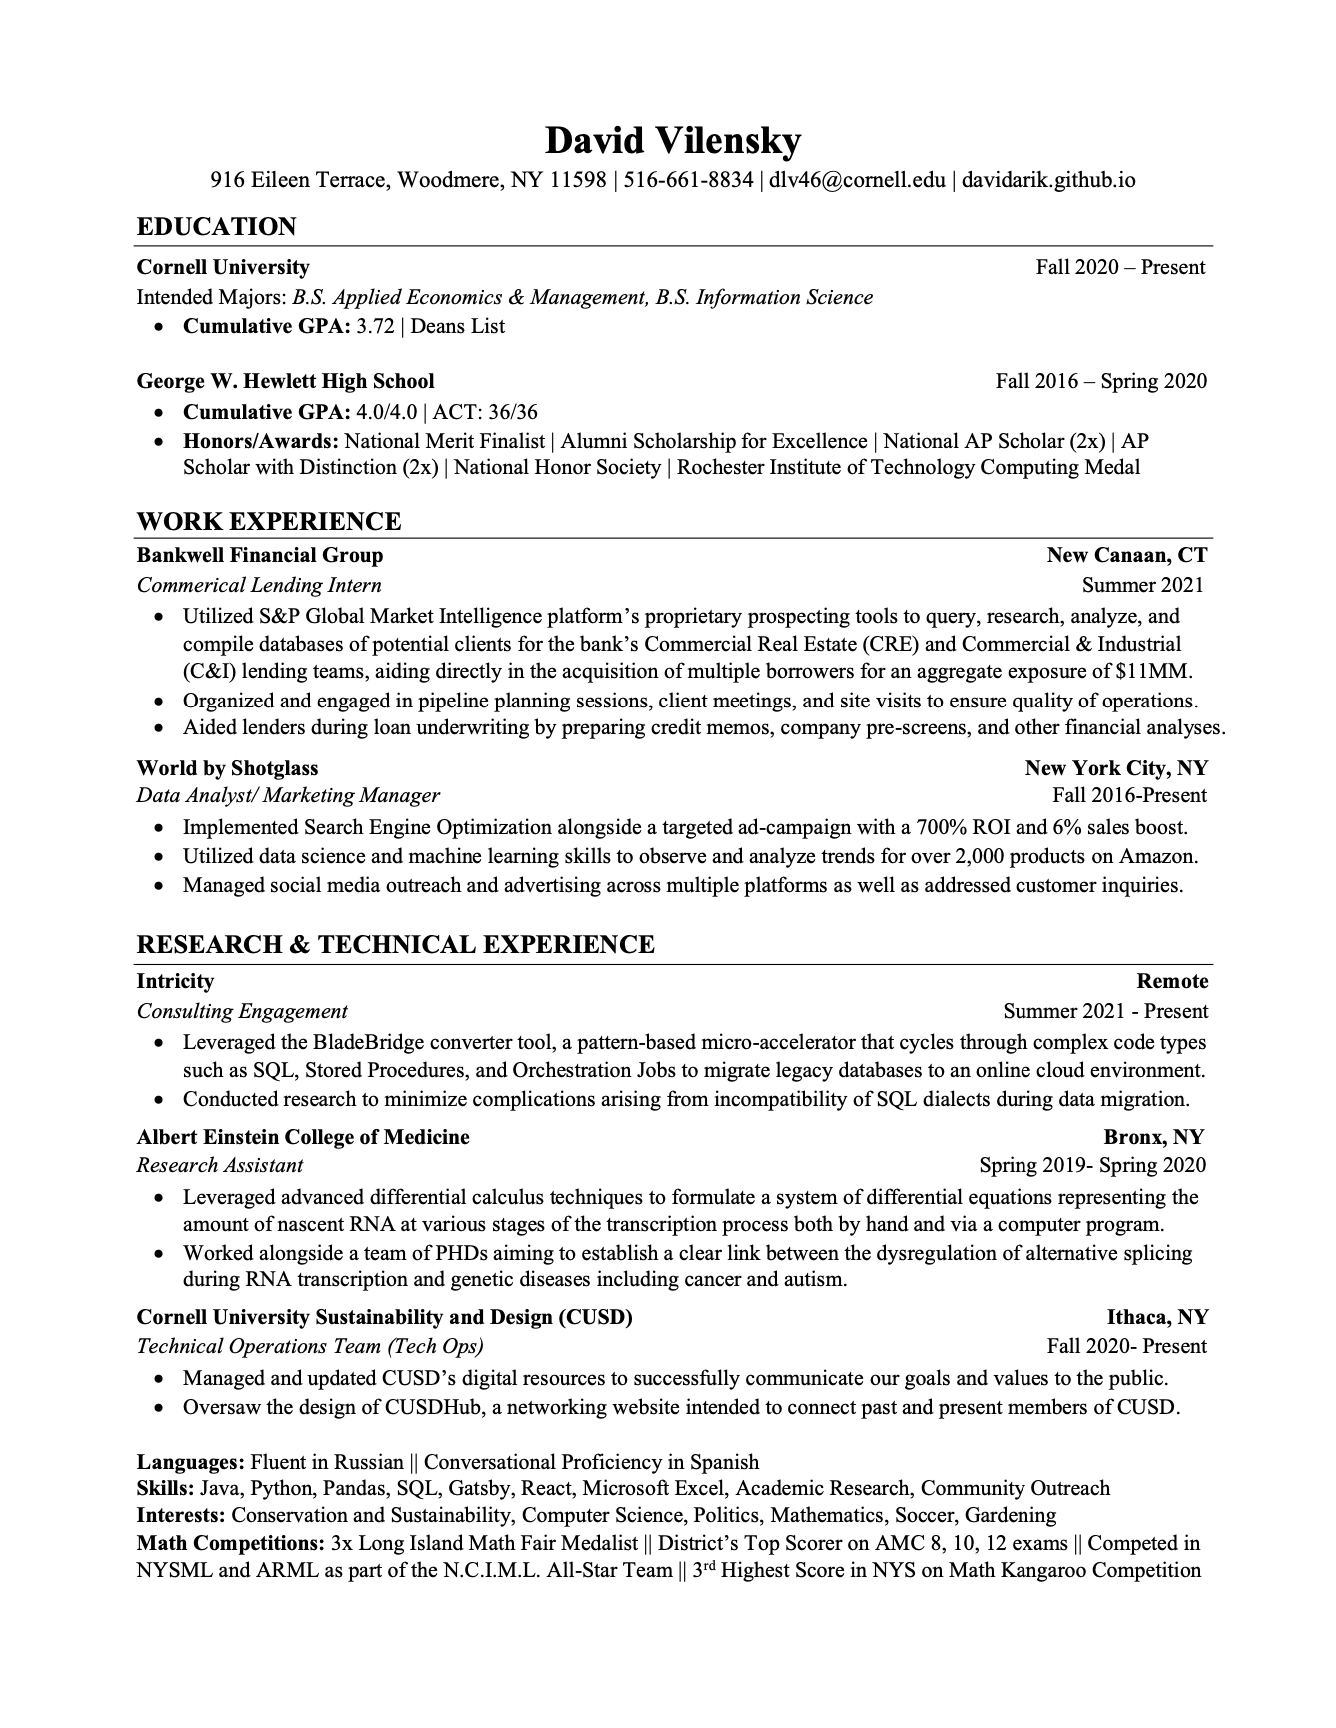 David Vilensky
916 Eileen Terrace, Woodmere, NY 11598 | 516-661-8834 | dlv46@cornell.edu | davidarik.github.io
EDUCATION
Cornell University Fall 2020 – Present
Intended Majors: B.S. Applied Economics & Management, B.S. Information Science
• Cumulative GPA: 3.72 | Deans List
George W. Hewlett High School Fall 2016 – Spring 2020
• Cumulative GPA: 4.0/4.0 | ACT: 36/36
• Honors/Awards: National Merit Finalist | Alumni Scholarship for Excellence | National AP Scholar (2x) | AP
Scholar with Distinction (2x) | National Honor Society | Rochester Institute of Technology Computing Medal
WORK EXPERIENCE
Bankwell Financial Group New Canaan, CT
Commerical Lending Intern Summer 2021
• Utilized S&P Global Market Intelligence platform’s proprietary prospecting tools to query, research, analyze, and
compile databases of potential clients for the bank’s Commercial Real Estate (CRE) and Commercial & Industrial
(C&I) lending teams, aiding directly in the acquisition of multiple borrowers for an aggregate exposure of $11MM.
• Organized and engaged in pipeline planning sessions, client meetings, and site visits to ensure quality of operations.
• Aided lenders during loan underwriting by preparing credit memos, company pre-screens, and other financial analyses.
World by Shotglass New York City, NY
Data Analyst/ Marketing Manager Fall 2016-Present
• Implemented Search Engine Optimization alongside a targeted ad-campaign with a 700% ROI and 6% sales boost.
• Utilized data science and machine learning skills to observe and analyze trends for over 2,000 products on Amazon.
• Managed social media outreach and advertising across multiple platforms as well as addressed customer inquiries.
RESEARCH & TECHNICAL EXPERIENCE
Intricity Remote
Consulting Engagement Summer 2021 - Present
• Leveraged the BladeBridge converter tool, a pattern-based micro-accelerator that cycles through complex code types
such as SQL, Stored Procedures, and Orchestration Jobs to migrate legacy databases to an online cloud environment.
• Conducted research to minimize complications arising from incompatibility of SQL dialects during data migration.
Albert Einstein College of Medicine Bronx, NY
Research Assistant Spring 2019- Spring 2020
• Leveraged advanced differential calculus techniques to formulate a system of differential equations representing the
amount of nascent RNA at various stages of the transcription process both by hand and via a computer program.
• Worked alongside a team of PHDs aiming to establish a clear link between the dysregulation of alternative splicing
during RNA transcription and genetic diseases including cancer and autism.
Cornell University Sustainability and Design (CUSD) Ithaca, NY
Technical Operations Team (Tech Ops) Fall 2020- Present
• Managed and updated CUSD’s digital resources to successfully communicate our goals and values to the public.
• Oversaw the design of CUSDHub, a networking website intended to connect past and present members of CUSD.
Languages: Fluent in Russian || Conversational Proficiency in Spanish
Skills: Java, Python, Pandas, SQL, Gatsby, React, Microsoft Excel, Academic Research, Community Outreach
Interests: Conservation and Sustainability, Computer Science, Politics, Mathematics, Soccer, Gardening
Math Competitions: 3x Long Island Math Fair Medalist || District’s Top Scorer on AMC 8, 10, 12 exams || Competed in
NYSML and ARML as part of the N.C.I.M.L. All-Star Team || 3rd Highest Score in NYS on Math Kangaroo Competition